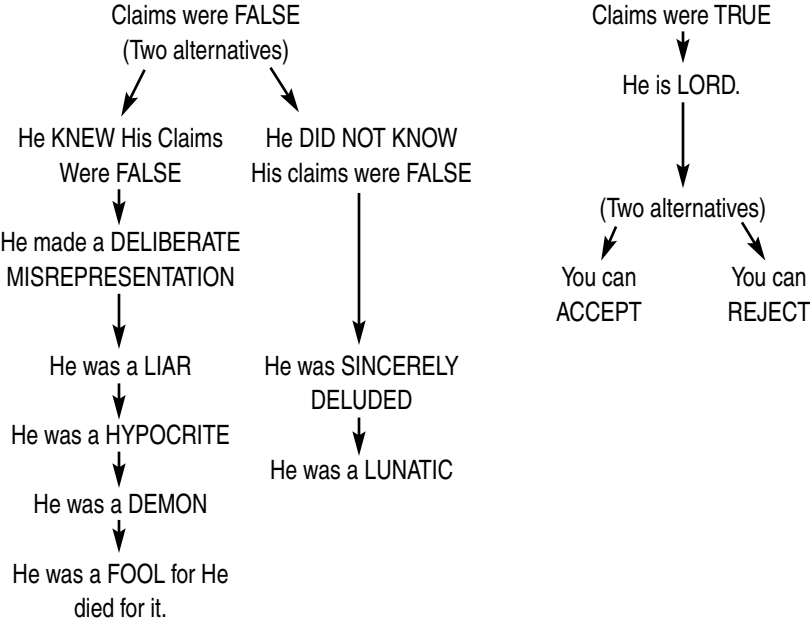 Claims were FALSE
(Two alternatives)
He KNEW His Claims
Were FALSE
He made a DELIBERATE
MISREPRESENTATION
He was a LIAR
He was a HYPOCRITE
He was a DEMON
He was a FOOL for He
died for it.
He DID NOT KNOW
His claims were FALSE
He was SINCERELY
DELUDED
He was a LUNATIC
Claims were TRUE
He is LORD.
(Two alternatives)
You can
ACCEPT
You can
REJECT